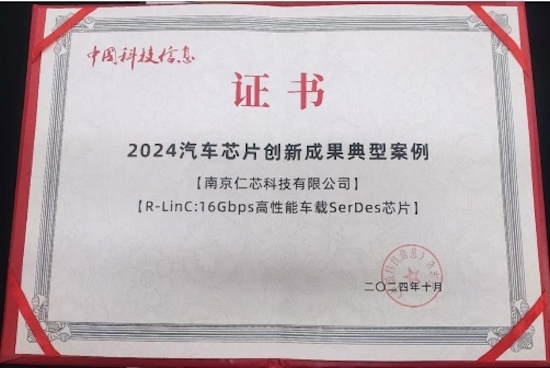 中国科技信息
证书
2024汽车芯片创新成果典型案例
【南京仁芯科技有限公司】
【R-LinC:16Gbps高性能车载SerDes芯片】
二〇二四年十月